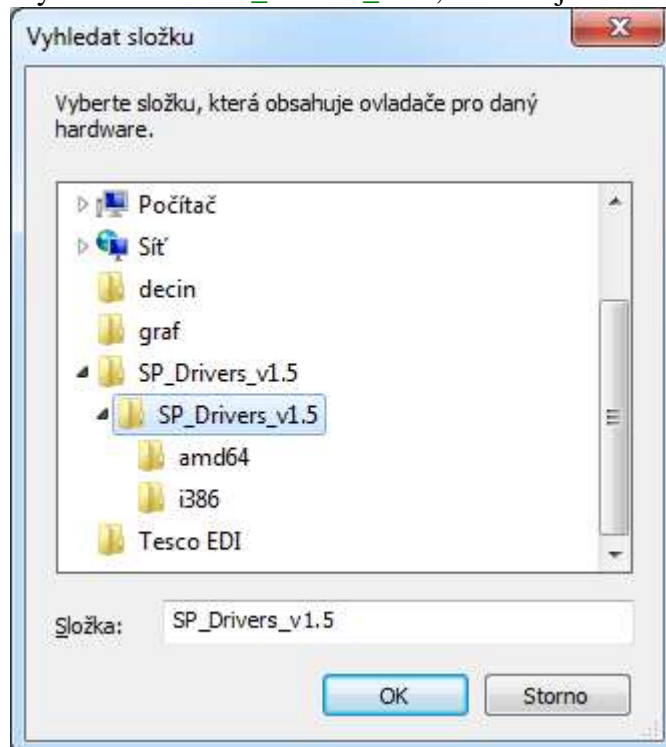 Vyhledat složku
Vyberte složku, která obsahuje ovladače pro daný
hardware.
Počítač
Síť
decin
graf
SP_Drivers_v1.5
SP_Drivers_v1.5
amd64
i386
Tesco EDI
Složka: SP_Drivers_v1.5
OK Storno